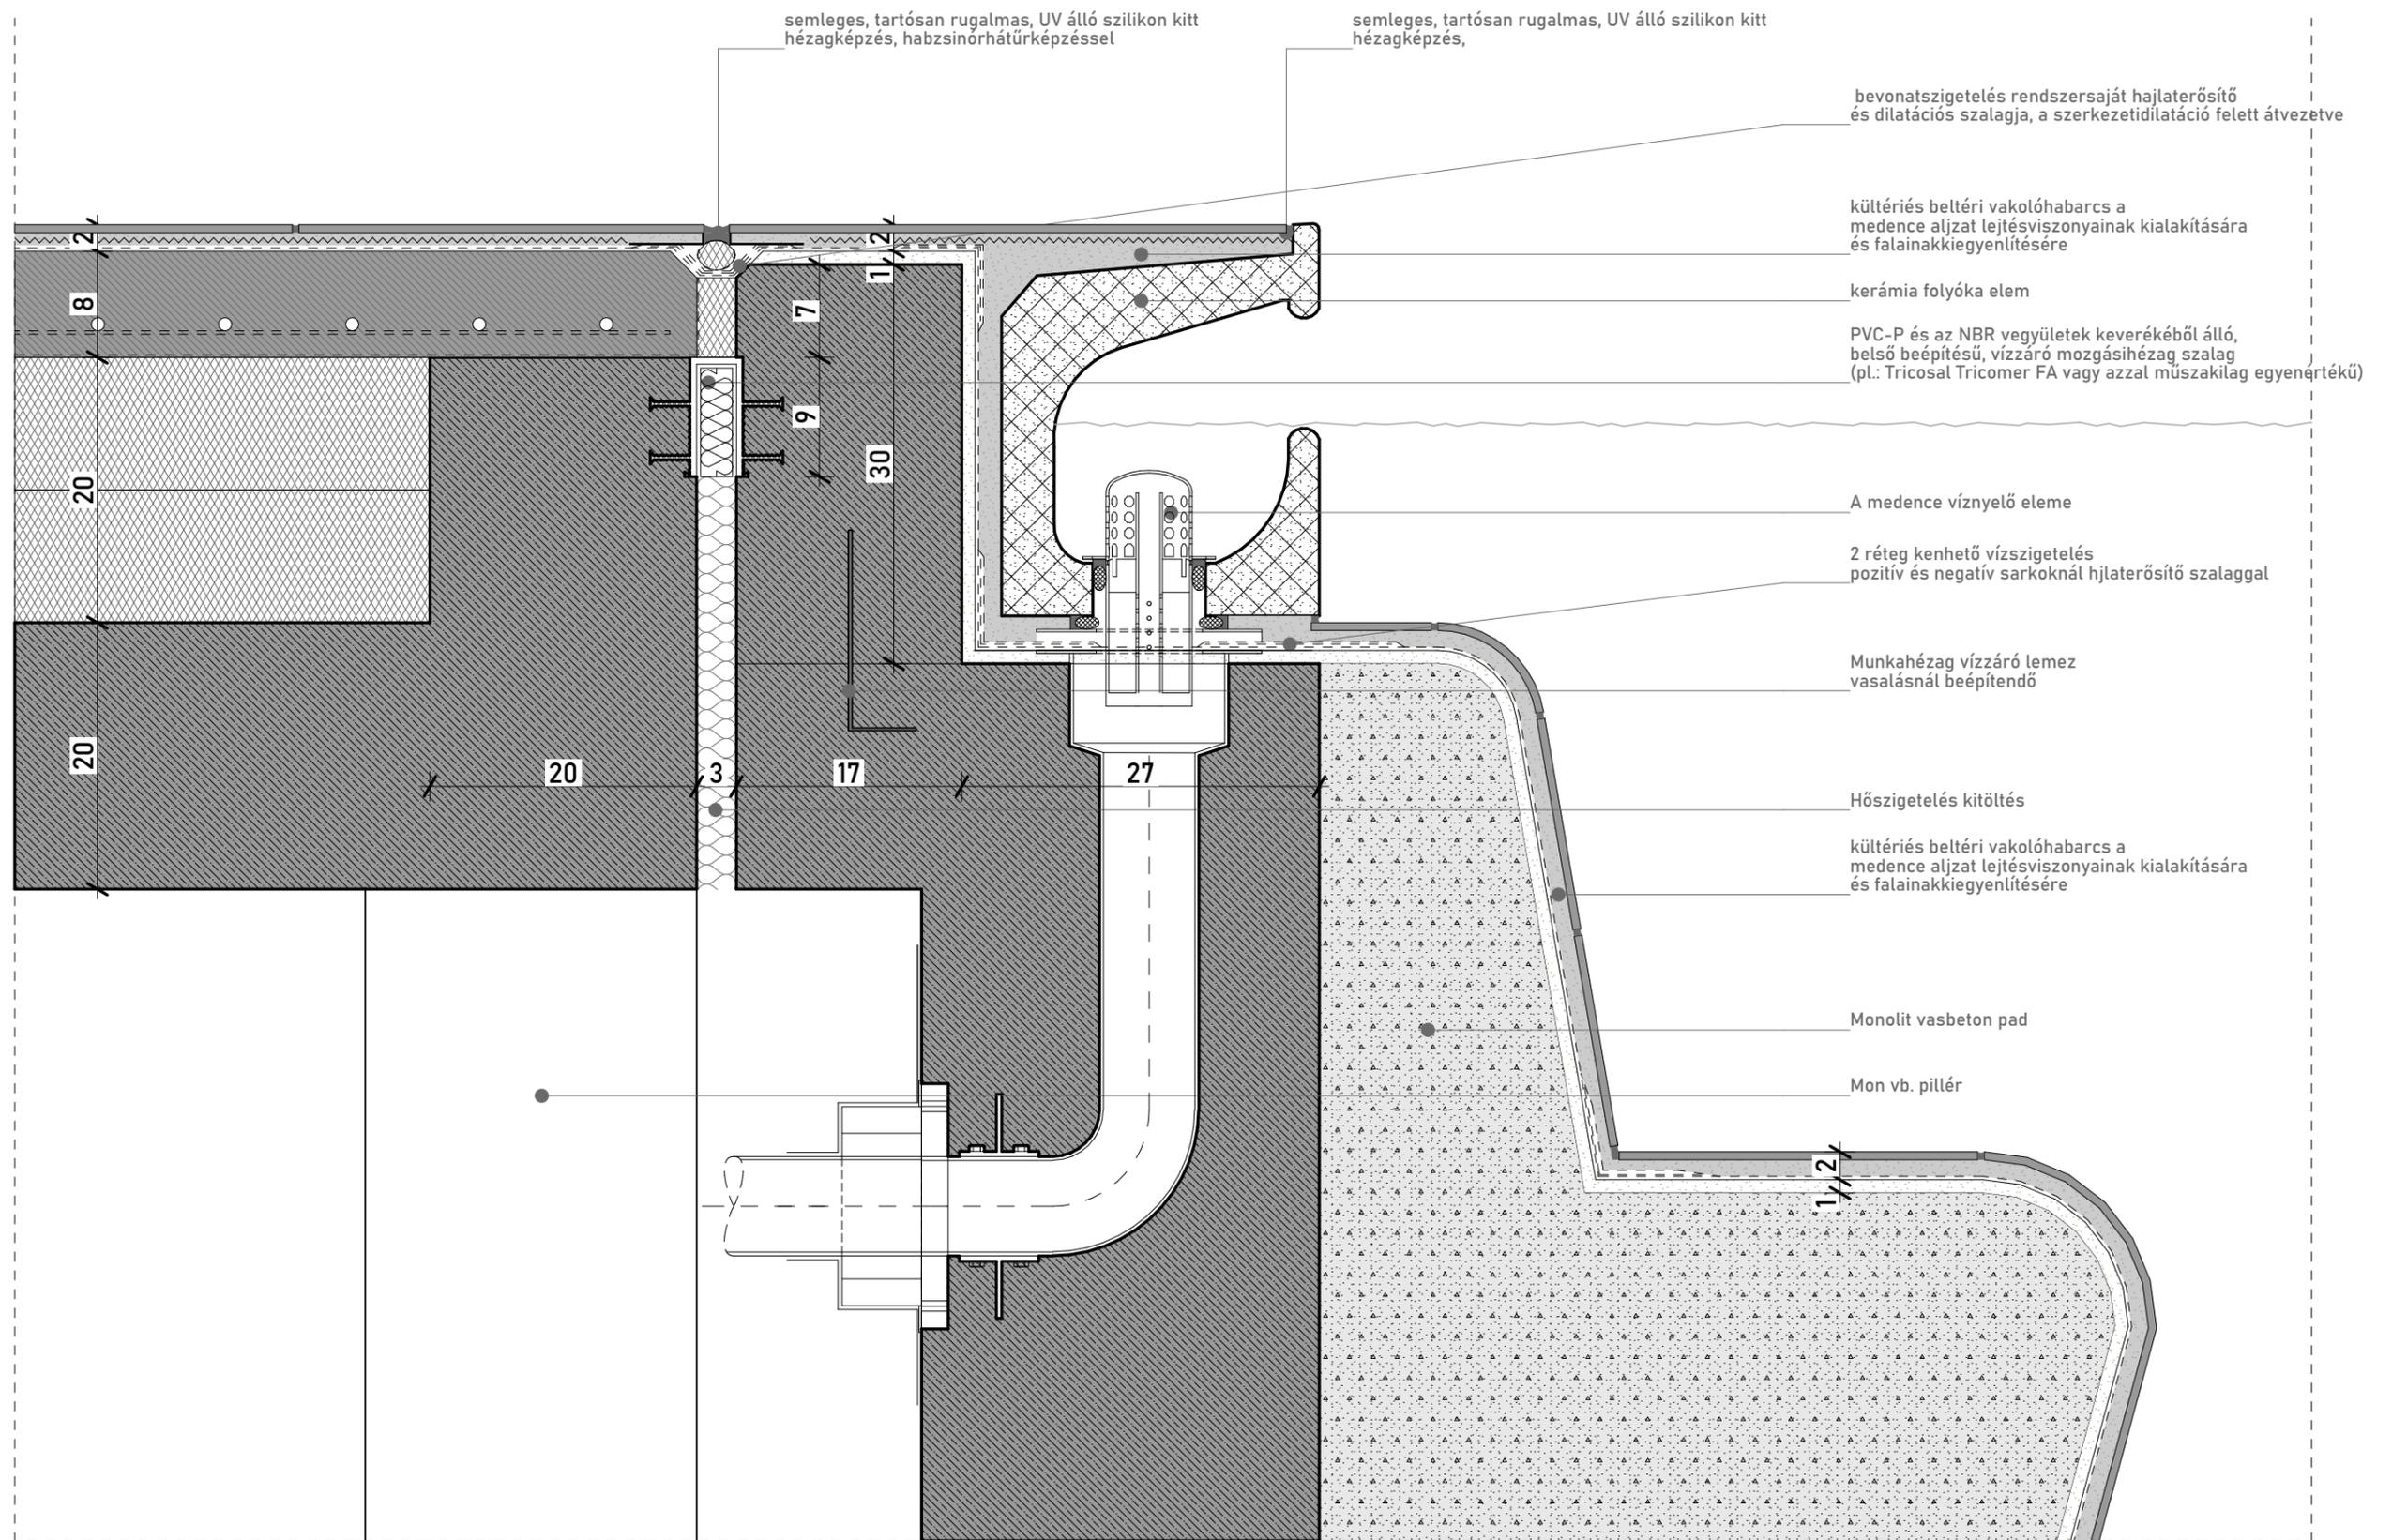 semleges, tartósan rugalmas, UV álló szilikon kitt
hézagképzés, habzsinórhátűrképzéssel
semleges, tartósan rugalmas, UV álló szilikon kitt
hézagképzés,
bevonatszigetelés rendszersaját hajlaterősítő
és dilatációs szalagja, a szerkezetidilatáció felett átvezetve
kültériés beltéri vakolóhabarcs a
medence aljzat lejtésviszonyainak kialakítására
és falainakkiegyenlítésére
kerámia folyóka elem
PVC-P és az NBR vegyületek keverékéből álló,
belső beépítésű, vízzáró mozgásihézag szalag
(pl.: Tricosal Tricomer FA vagy azzal műszakilag egyenértékű)
A medence víznyelő eleme
2 réteg kenhető vízszigetelés
pozitív és negatív sarkoknál hjlaterősítő szalaggal
Munkahézag vízzáró lemez
vasalásnál beépítendő
Hőszigetelés kitöltés
kültériés beltéri vakolóhabarcs a
medence aljzat lejtésviszonyainak kialakítására
és falainakkiegyenlítésére
Monolit vasbeton pad
Mon vb. pillér
2
8
20
20
2
1
7
9
30
20
3
17
27
2
1